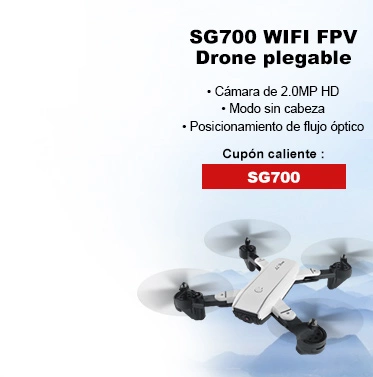 SG700 WIFI FPV
Drone plegable
• Cámara de 2.0MP HD
• Modo sin cabeza
• Posicionamiento de flujo óptico
Cupón caliente :
SG700